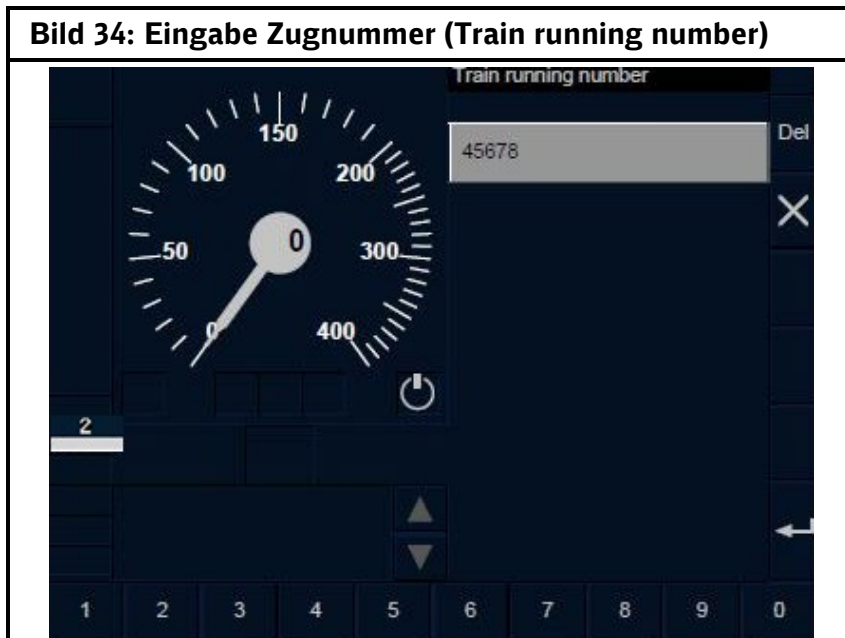 Bild 34: Eingabe Zugnummer (Train running number)
Train running number
45678
Del
150
100
200
50
0
300
0
400
2
1 2 3 4 5 6 7 8 9 0